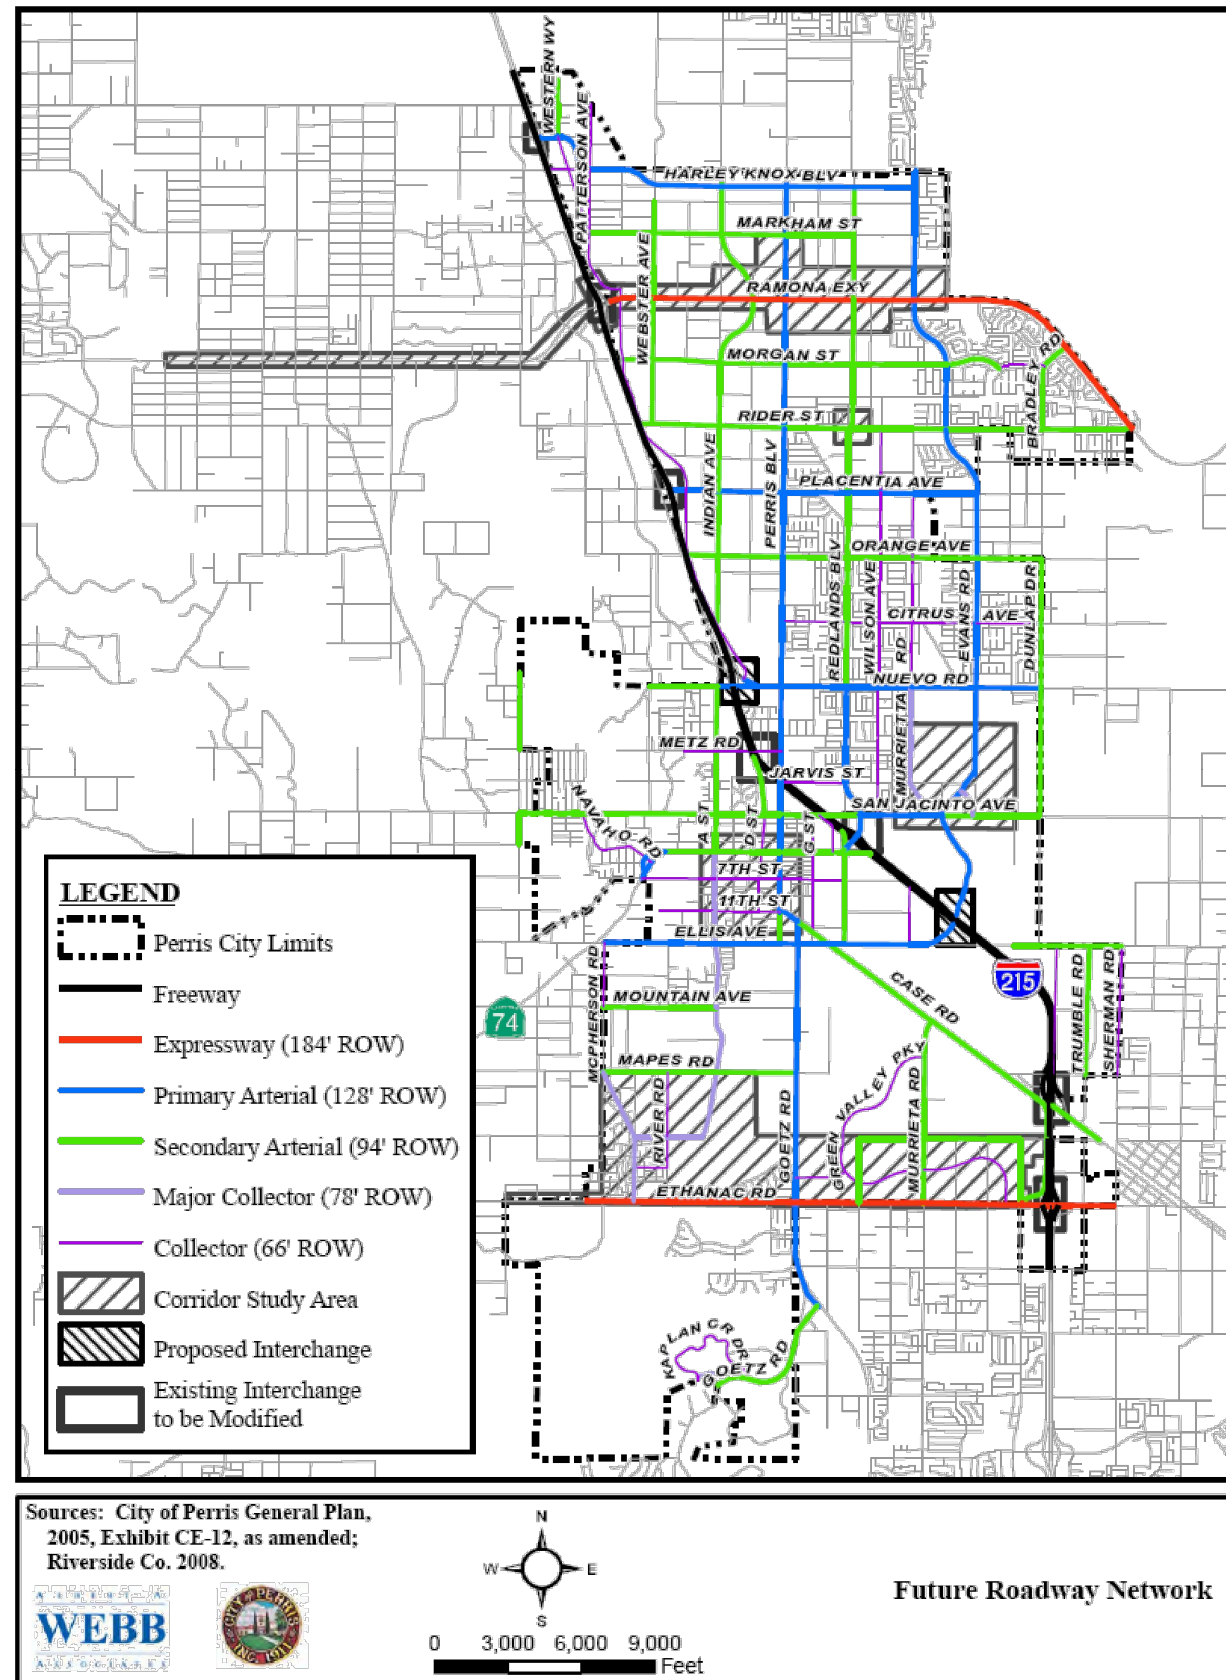 WESTERN WY
PATTERSON AVE
HARLEY KNOX BLV
MARKHAM ST
WEBSTER AVE
RAMONA EXY
MORGAN ST
BRADLEY RD
RIDER ST
INDIAN AVE
PERRIS BLV
PLACENTIA AVE
ORANGE AVE
REDLANDS BLV
WILSON AVE
CITRUS AVE
MURRIETTA RD
EVANS RD
DUNLAP DR
NUEVO RD
METZ RD
JARVIS ST
SAN JACINTO AVE
NAVAHO RD
A ST
D ST
G ST
7TH ST
11TH ST
ELLIS AVE
MCPHERSON RD
MOUNTAIN AVE
CASE RD
215
TRUMBLE RD
SHERMAN RD
74
MAPES RD
RIVER RD
GOETZ RD
GREEN VALLEY PKY
MURRIETA RD
ETHANAC RD
KAPLAN CR DR
GOETZ RD
LEGEND
Perris City Limits
Freeway
Expressway (184' ROW)
Primary Arterial (128' ROW)
Secondary Arterial (94' ROW)
Major Collector (78' ROW)
Collector (66' ROW)
Corridor Study Area
Proposed Interchange
Existing Interchange
to be Modified
Sources: City of Perris General Plan,
2005, Exhibit CE-12, as amended;
Riverside Co. 2008.
ALBERT A.
WEBB
ASSOCIATES
CITY OF PERRIS
INC. 1911
N
W E
S
0 3,000 6,000 9,000
Feet
Future Roadway Network